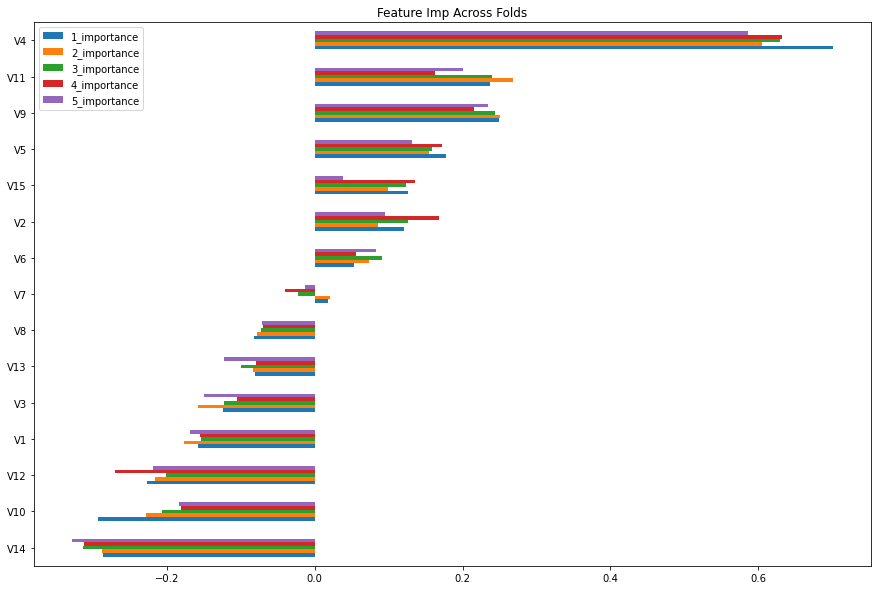 Feature Imp Across Folds
1_importance
2_importance
3_importance
4_importance
5_importance
V4
V11
V9
V5
V15
V2
V6
V7
V8
V13
V3
V1
V12
V10
V14
−0.2
0.0
0.2
0.4
0.6